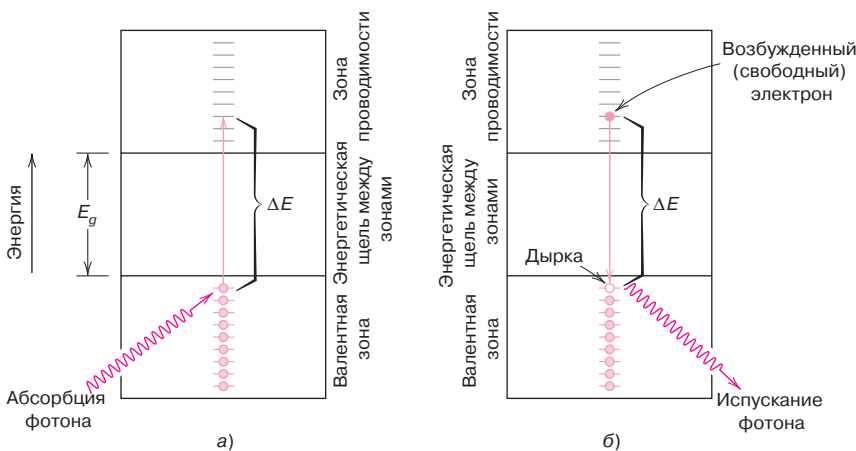 Энергия
E_g
Зона
проводимости
ΔE
Энергетическая
щель между
зонами
Валентная
зона
Абсорбция
фотона
а)
Зона
проводимости
Возбужденный
(свободный)
электрон
Энергетическая
щель между
зонами
ΔE
Дырка
Валентная
зона
Испускание
фотона
б)